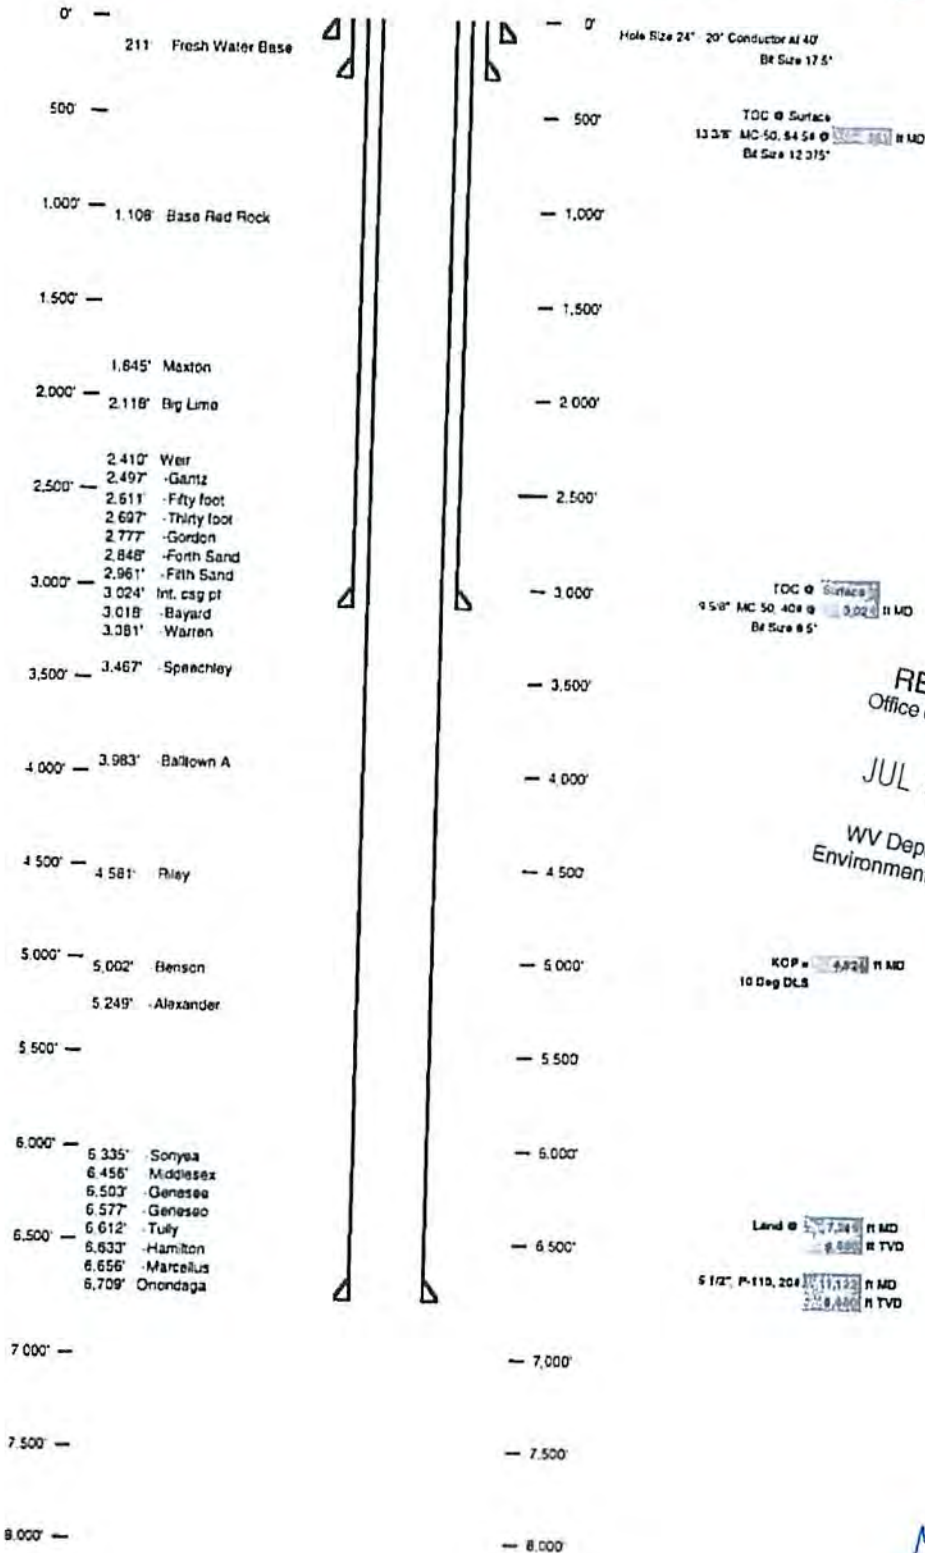 0' —
211' Fresh Water Base
500' —
1,000' —
1,108' Base Red Rock
1,500' —
1,845' Maxton
2,000' —
2,118' Big Lime
2,410' Weir
2,497' -Gantz
2,500' —
2,611' -Fifty foot
2,697' -Thirty foot
2,777' -Gordon
2,848' -Forth Sand
2,961' -Fifth Sand
3,000' —
3,024' Int. csg pt
3,018' -Bayard
3,381' -Warren
3,467' -Speechley
3,500' —
3,983' -Balltown A
4,000' —
4,500' —
4,581' Riley
5,000' —
5,002' Benson
5,249' -Alexander
5,500' —
6,000' —
6,335' -Sonyea
6,456' -Middlesex
6,503' -Genesee
6,577' -Geneseo
6,612' -Tully
6,500' —
6,633' -Hamilton
6,656' -Marcellus
6,709' Onondaga
7,000' —
7,500' —
8,000' —
— 0'
— 500'
— 1,000'
— 1,500'
— 2,000'
— 2,500'
— 3,000'
— 3,500'
— 4,000'
— 4,500'
— 5,000'
— 5,500'
— 6,000'
— 6,500'
— 7,000'
— 7,500'
— 8,000'
Hole Size 24" - 20" Conductor at 40'
Bit Size 17.5"
TOC @ Surface
13 3/8" MC-50, 54.5# @ ft MD
Bit Size 12.375"
TOC @ Surface
9 5/8" MC 50, 40# @ 3,024 ft MD
Bit Size 8.5"
RE
Office
JUL
WV Dep
Environmen
KOP = ft MD
10 Deg DLS
Land @ ft MD
ft TVD
5 1/2", P-110, 20# ft MD
ft TVD